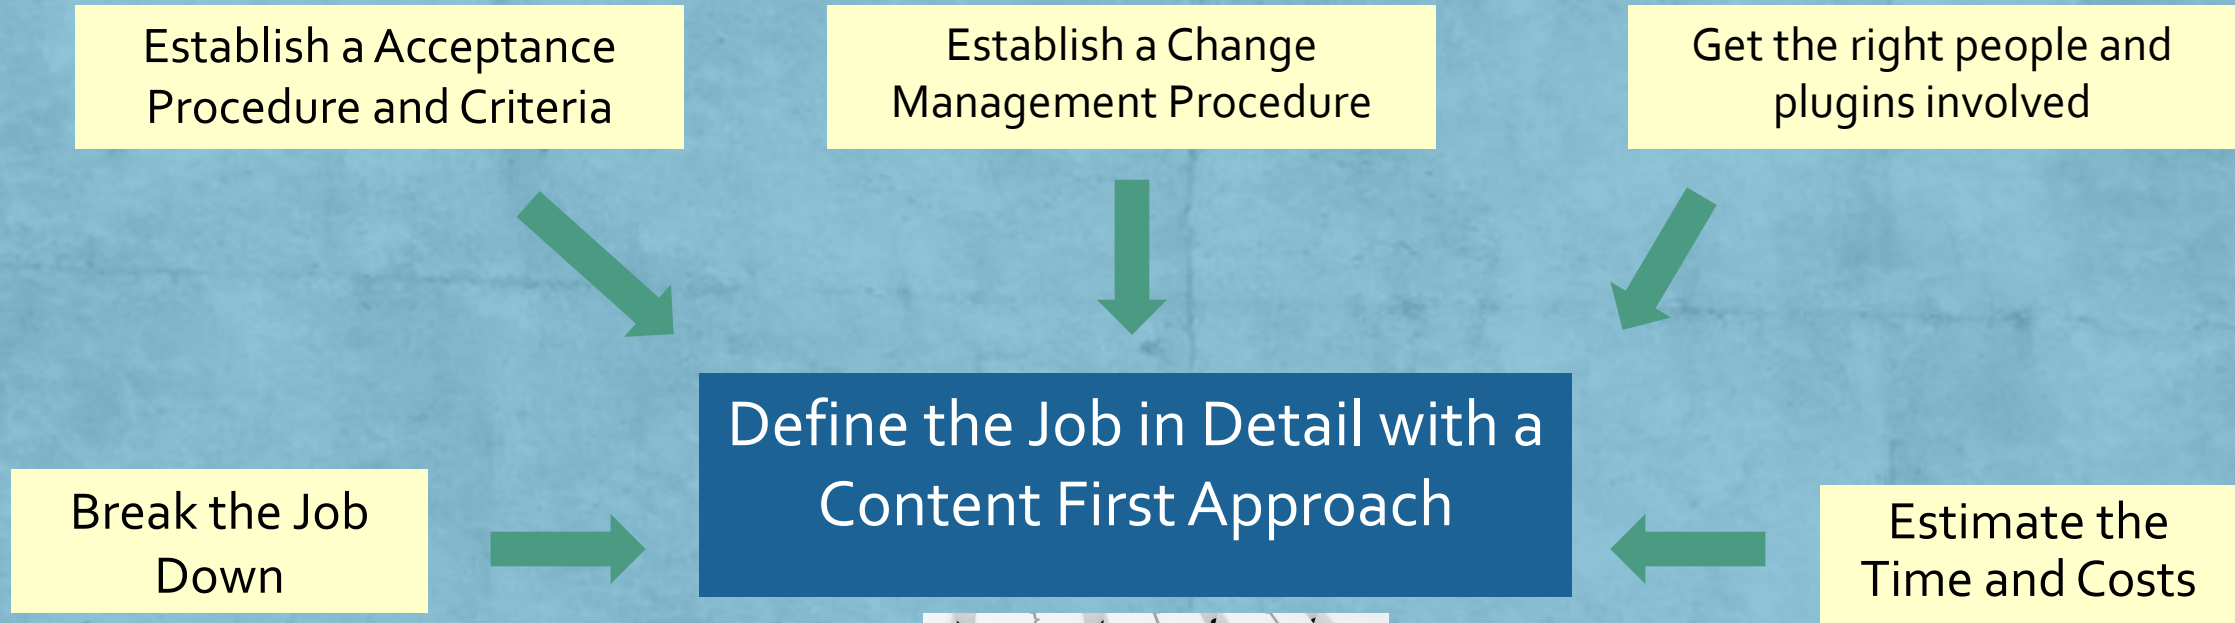 Establish a Acceptance
Procedure and Criteria
Establish a Change
Management Procedure
Get the right people and
plugins involved
Define the Job in Detail with a
Content First Approach
Break the Job
Down
Estimate the
Time and Costs